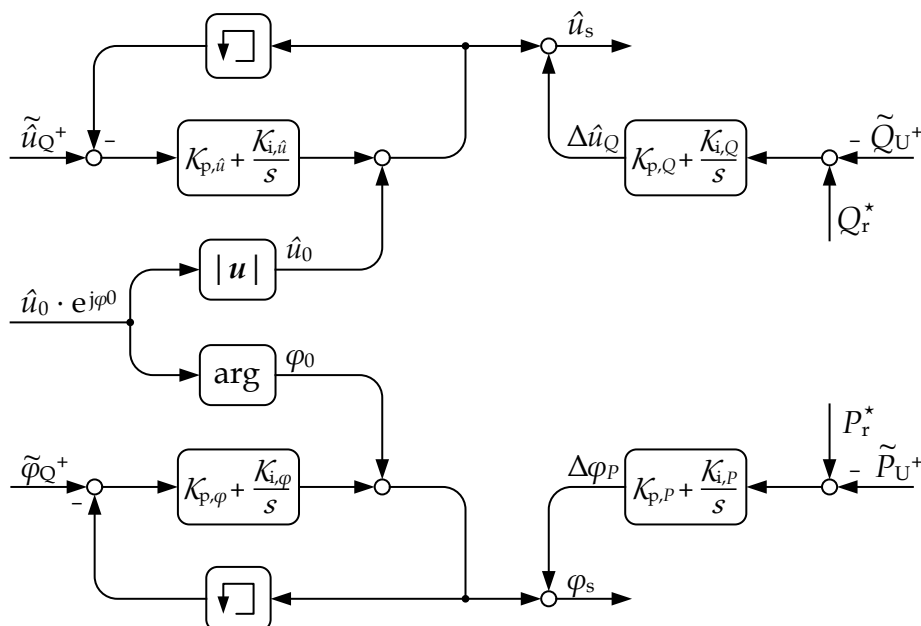 û_s
ũ̂_Q+
−
K_p,û + K_i,û/s
Δû_Q
K_p,Q + K_i,Q/s
−
Q̃_U+
Q_r^⋆
|u|
û_0
û_0 · e^jφ0
arg
φ_0
P_r^⋆
φ̃_Q+
−
K_p,φ + K_i,φ/s
Δφ_P
K_p,P + K_i,P/s
−
P̃_U+
φ_s